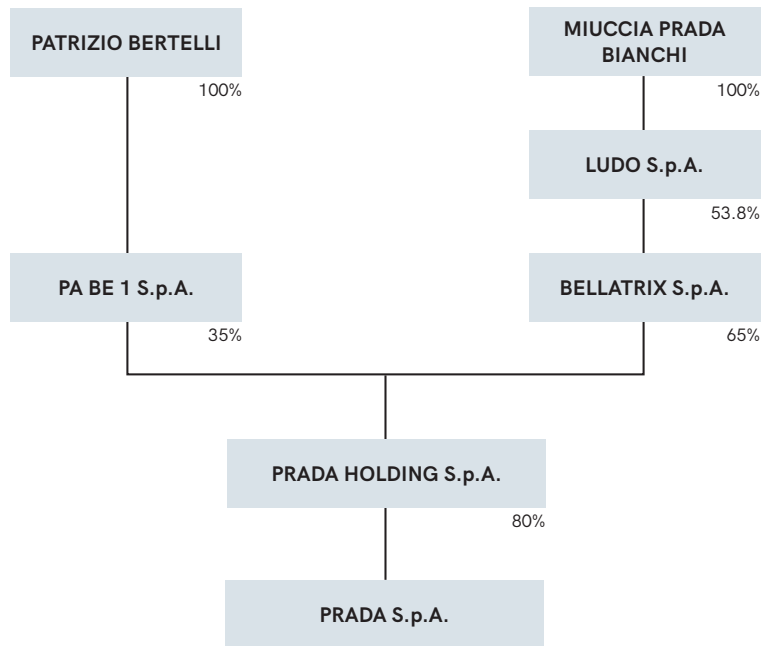 PATRIZIO BERTELLI
100%
MIUCCIA PRADA
BIANCHI
100%
LUDO S.p.A.
53.8%
PA BE 1 S.p.A.
35%
BELLATRIX S.p.A.
65%
PRADA HOLDING S.p.A.
80%
PRADA S.p.A.